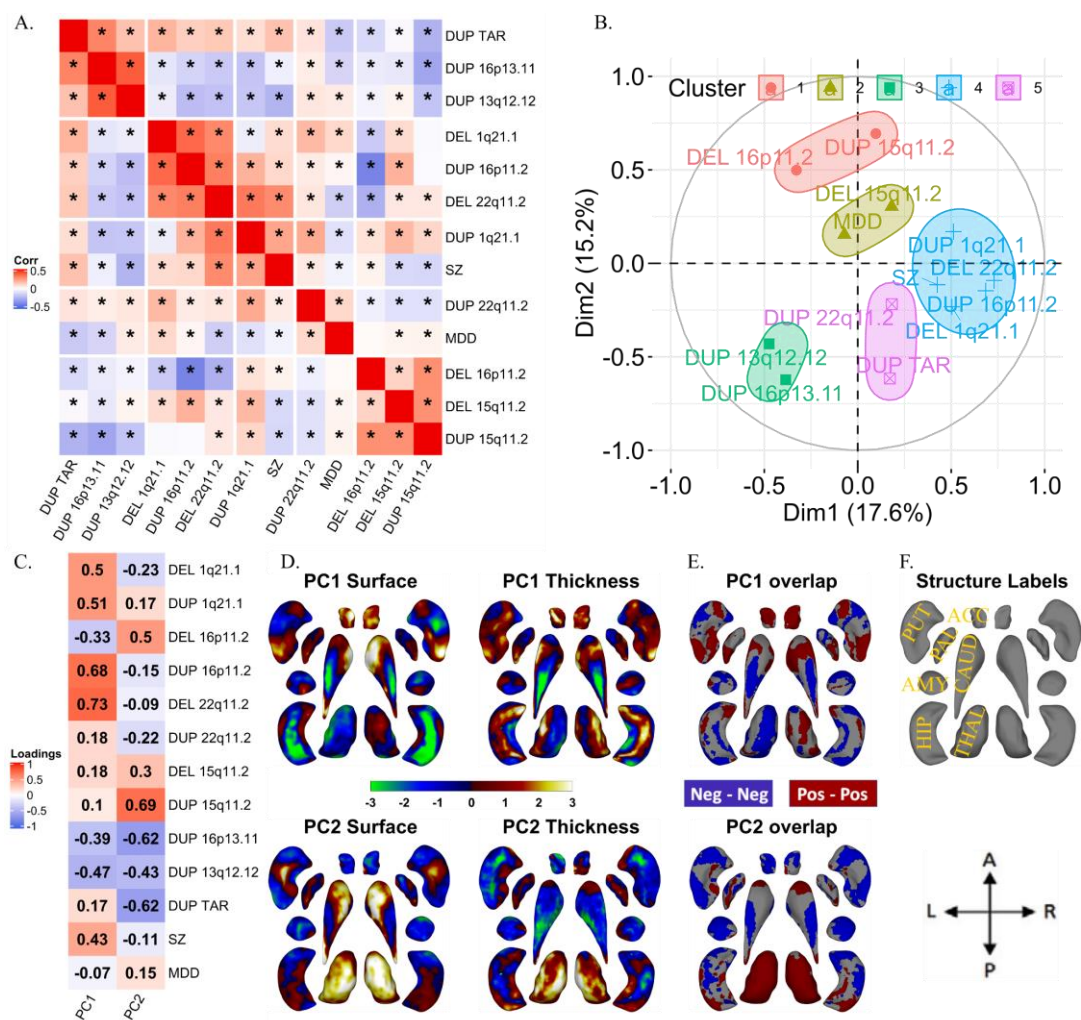 A.
DUP TAR
DUP 16p13.11
DUP 13q12.12
DEL 1q21.1
DUP 16p11.2
DEL 22q11.2
DUP 1q21.1
SZ
DUP 22q11.2
MDD
DEL 16p11.2
DEL 15q11.2
DUP 15q11.2
Corr
0.5
0
-0.5
DUP TAR
DUP 16p13.11
DUP 13q12.12
DEL 1q21.1
DUP 16p11.2
DEL 22q11.2
DUP 1q21.1
SZ
DUP 22q11.2
MDD
DEL 16p11.2
DEL 15q11.2
DUP 15q11.2
B.
Cluster 1 2 3 4 5
1.0
0.5
0.0
-0.5
-1.0
Dim2 (15.2%)
DEL 16p11.2
DUP 15q11.2
DEL 15q11.2
MDD
DUP 1q21.1
SZ
DEL 22q11.2
DUP 16p11.2
DEL 1q21.1
DUP 22q11.2
DUP 13q12.12
DUP TAR
DUP 16p13.11
-1.0 -0.5 0.0 0.5 1.0
Dim1 (17.6%)
C.
0.5 -0.23 DEL 1q21.1
0.51 0.17 DUP 1q21.1
-0.33 0.5 DEL 16p11.2
0.68 -0.15 DUP 16p11.2
0.73 -0.09 DEL 22q11.2
0.18 -0.22 DUP 22q11.2
0.18 0.3 DEL 15q11.2
0.1 0.69 DUP 15q11.2
-0.39 -0.62 DUP 16p13.11
-0.47 -0.43 DUP 13q12.12
0.17 -0.62 DUP TAR
0.43 -0.11 SZ
-0.07 0.15 MDD
PC1 PC2
Loadings
1
0.5
0
-0.5
-1
D.
PC1 Surface
PC1 Thickness
-3 -2 -1 0 1 2 3
PC2 Surface
PC2 Thickness
E.
PC1 overlap
Neg - Neg
Pos - Pos
PC2 overlap
F.
Structure Labels
PUT
ACC
PAL
CAUD
AMY
HIP
THAL
A
L R
P